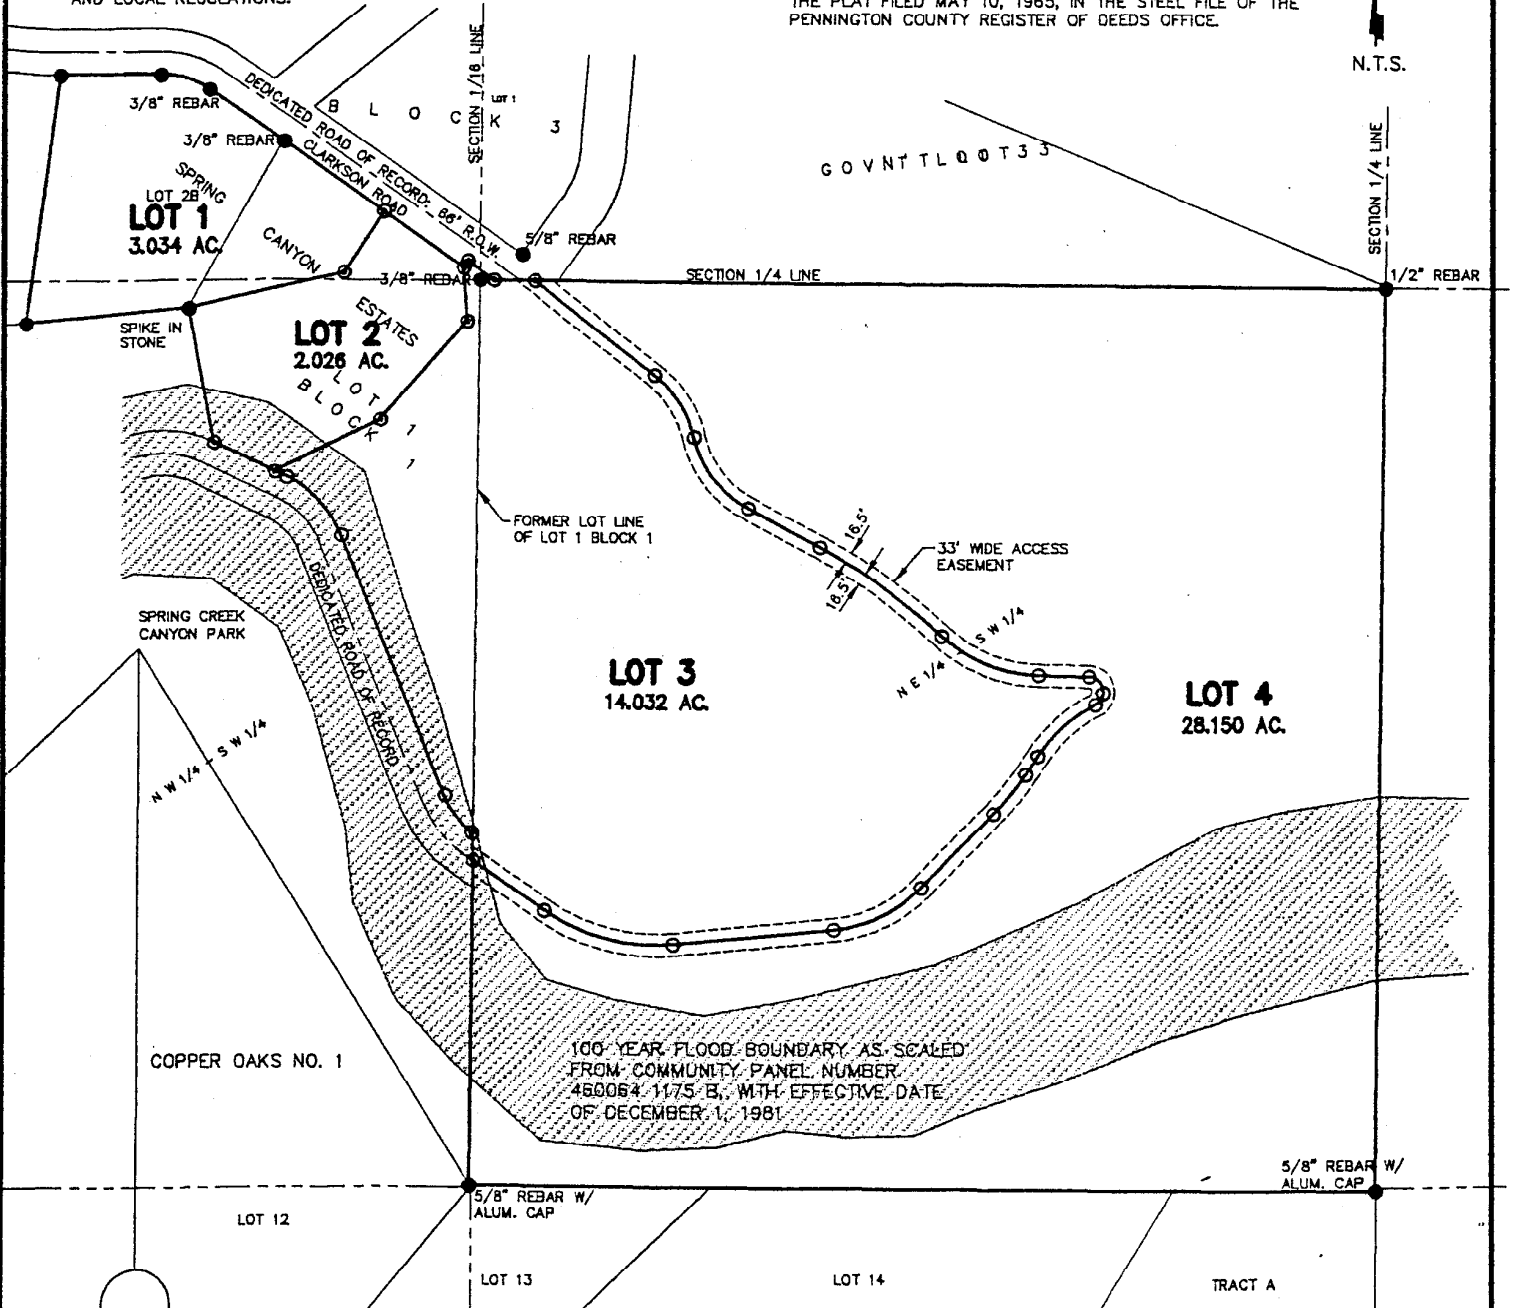 AND LOCAL REGULATIONS.
THE PLAT FILED MAY 10, 1965, IN THE STEEL FILE OF THE
PENNINGTON COUNTY REGISTER OF DEEDS OFFICE.
N.T.S.
SECTION 1/16 LINE
SECTION 1/4 LINE
LOT 1
BLOCK 3
DEDICATED ROAD OF RECORD- 66' R.O.W.
CLARKSON ROAD
3/8" REBAR
3/8" REBAR
SPRING
LOT 2B
LOT 1
3.034 AC.
CANYON
5/8" REBAR
3/8" REBAR
SECTION 1/4 LINE
1/2" REBAR
SPIKE IN
STONE
ESTATES
LOT 2
2.026 AC.
LOT 1
BLOCK 1
FORMER LOT LINE
OF LOT 1 BLOCK 1
16.5'
16.5'
33' WIDE ACCESS
EASEMENT
SPRING CREEK
CANYON PARK
DEDICATED ROAD OF RECORD
NE 1/4 - SW 1/4
LOT 3
14.032 AC.
LOT 4
28.150 AC.
NW 1/4 - SW 1/4
COPPER OAKS NO. 1
100 YEAR FLOOD BOUNDARY AS SCALED
FROM COMMUNITY PANEL NUMBER
460064 1175 B, WITH EFFECTIVE DATE
OF DECEMBER 1, 1981
5/8" REBAR W/
ALUM. CAP
5/8" REBAR W/
ALUM. CAP
LOT 12
LOT 13
LOT 14
TRACT A